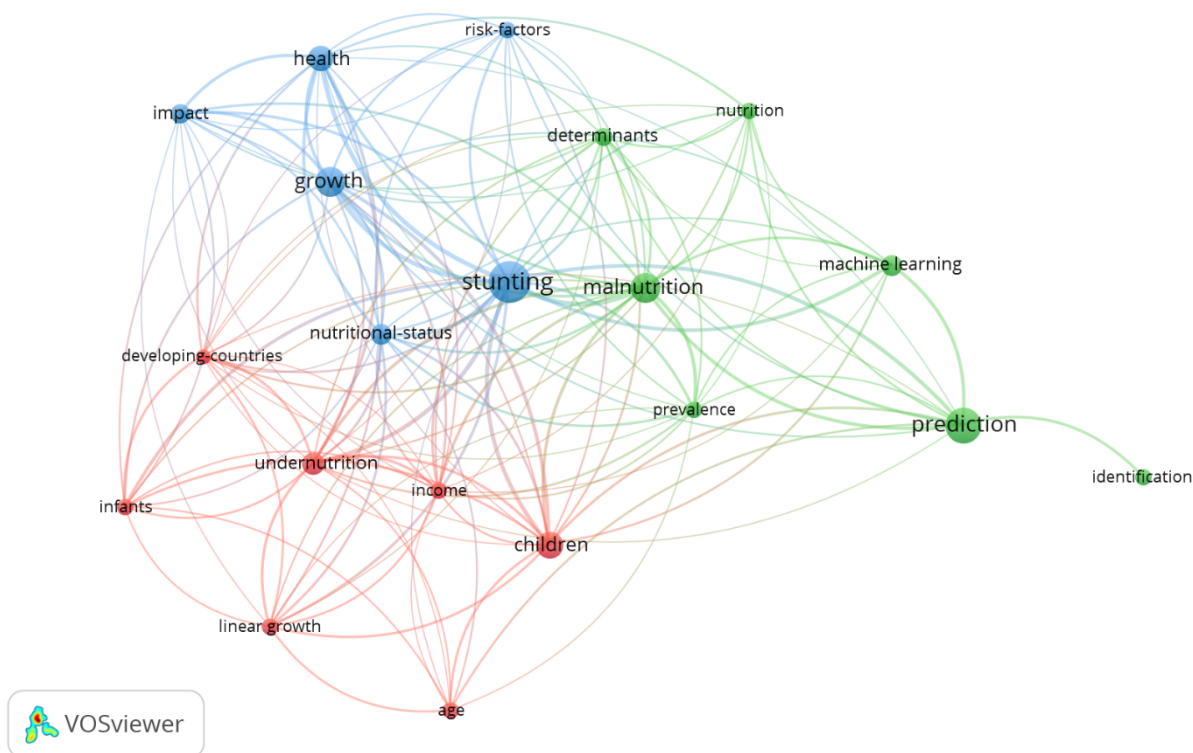 risk-factors
health
impact
nutrition
determinants
growth
machine learning
stunting
malnutrition
nutritional-status
developing-countries
prevalence
prediction
undernutrition
identification
income
infants
children
linear growth
age
VOSviewer